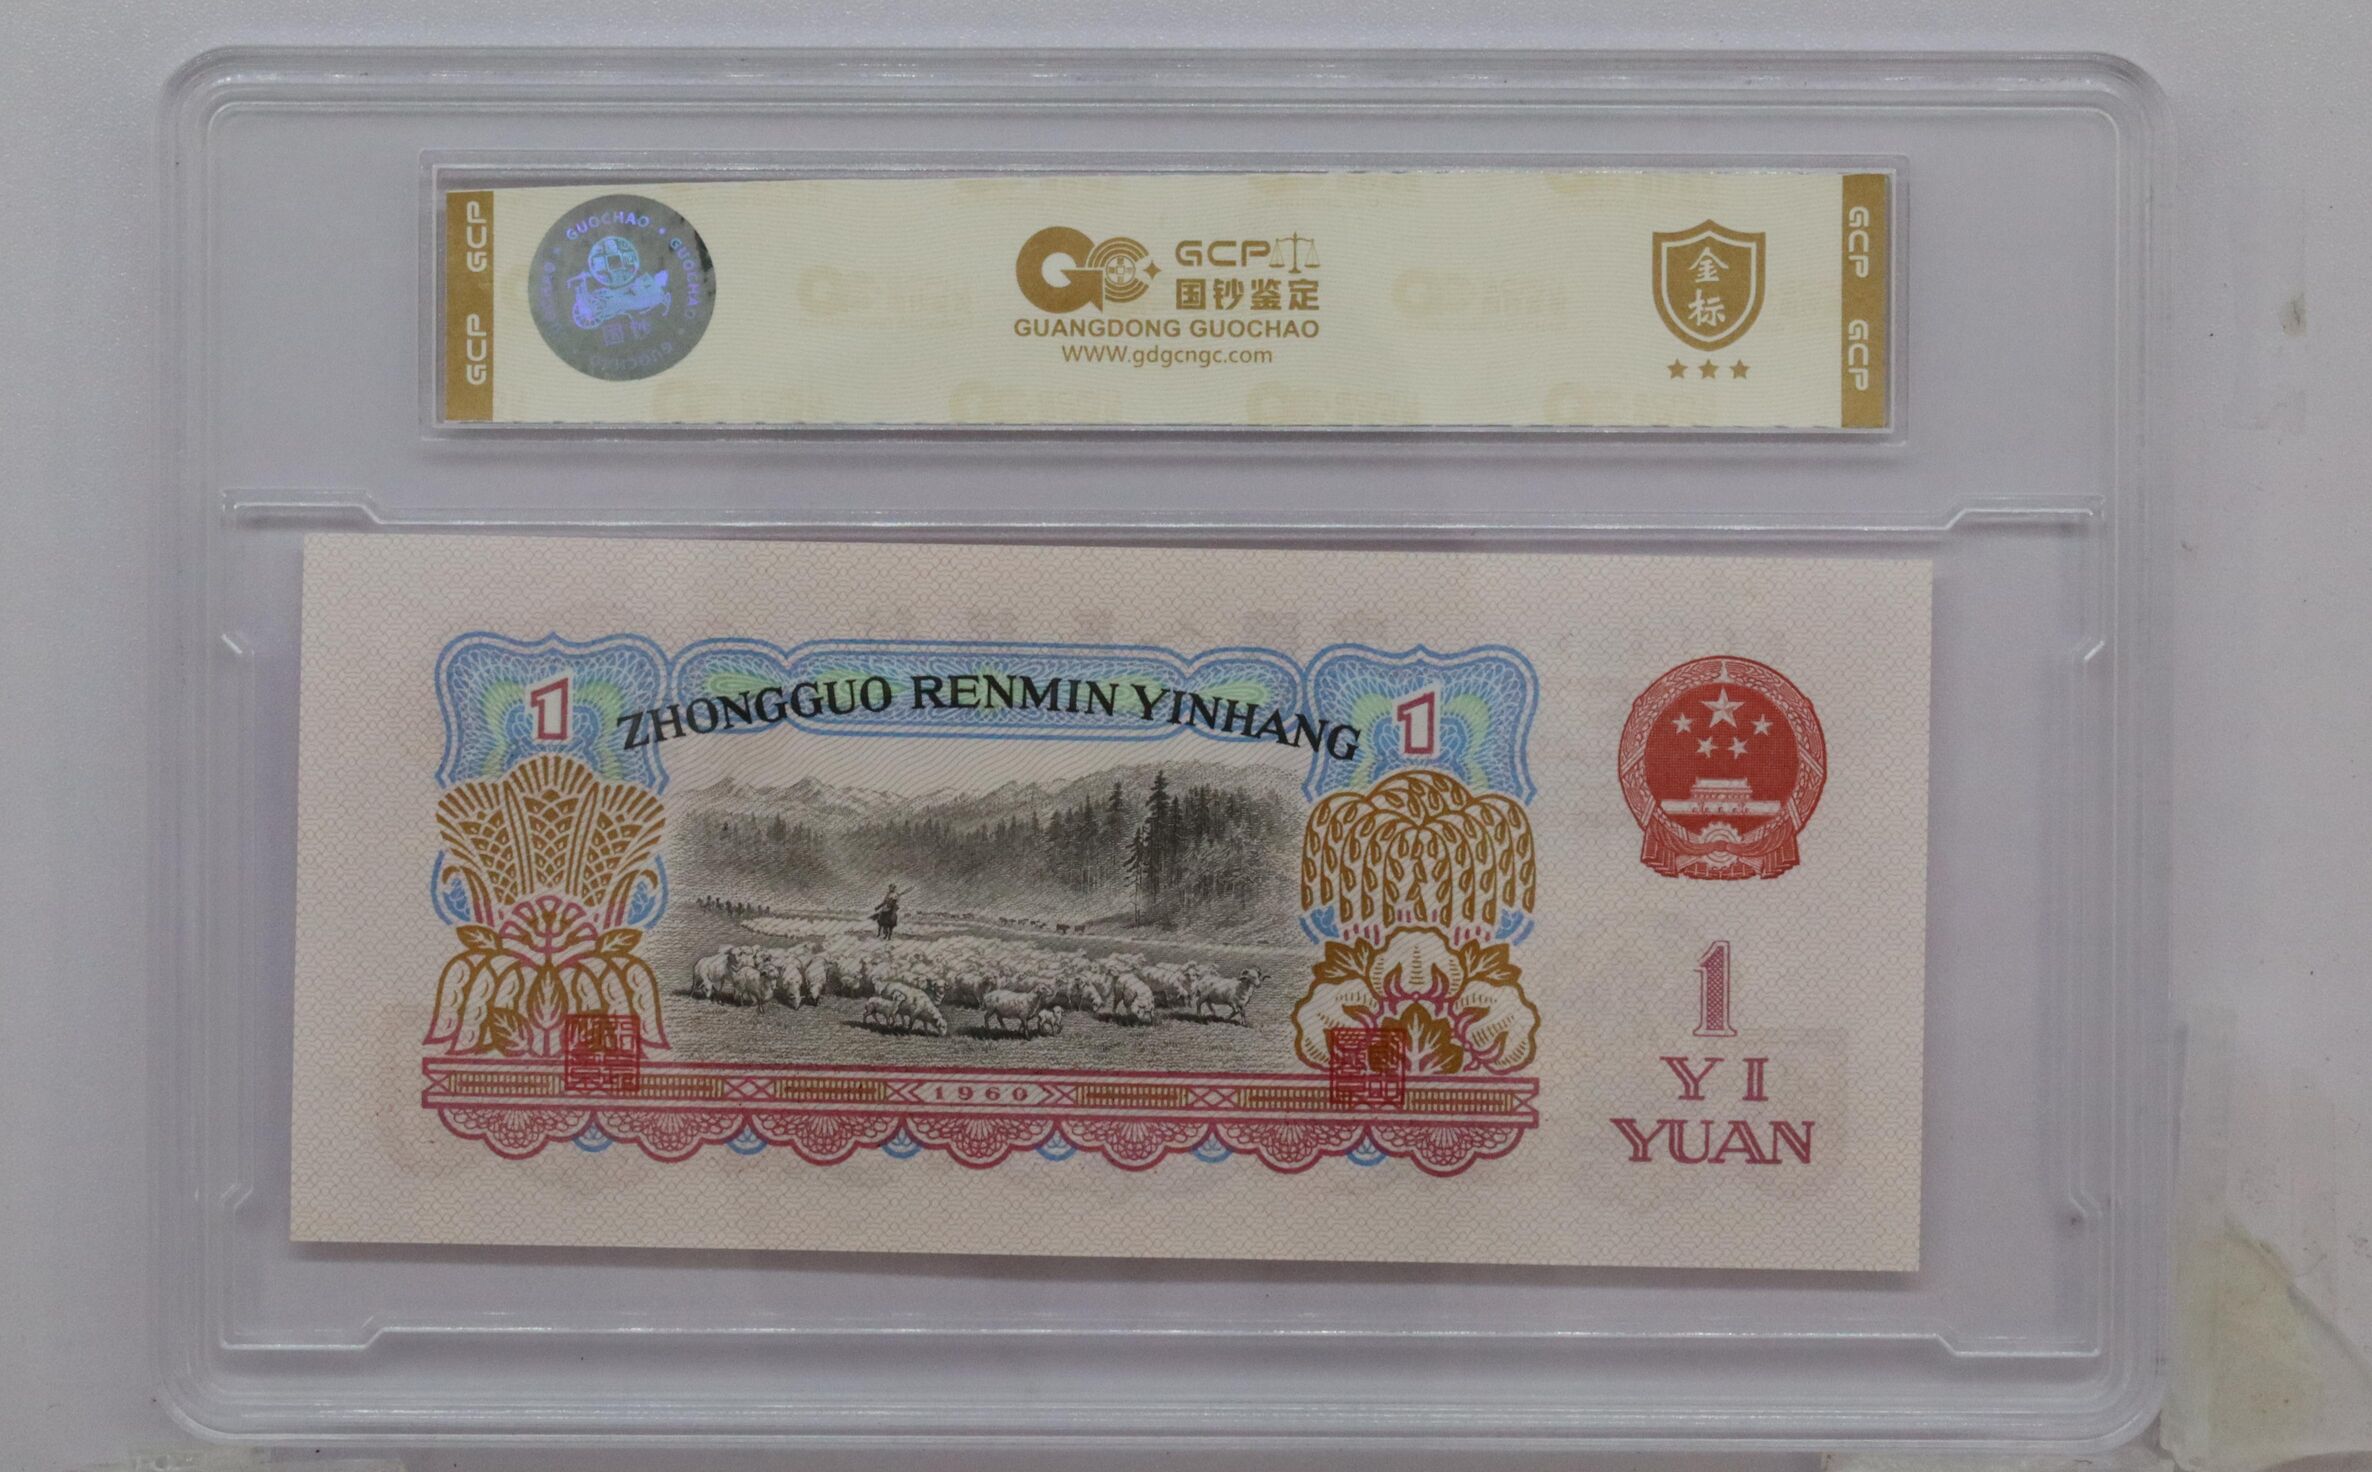 GCP GCP
GUOCHAO • GUOCHAO
GCP
国钞鉴定
GUANGDONG GUOCHAO
WWW.gdgcngc.com
金
标
GCP GCP
ZHONGGUO RENMIN YINHANG
1
1
1960
1
YI
YUAN